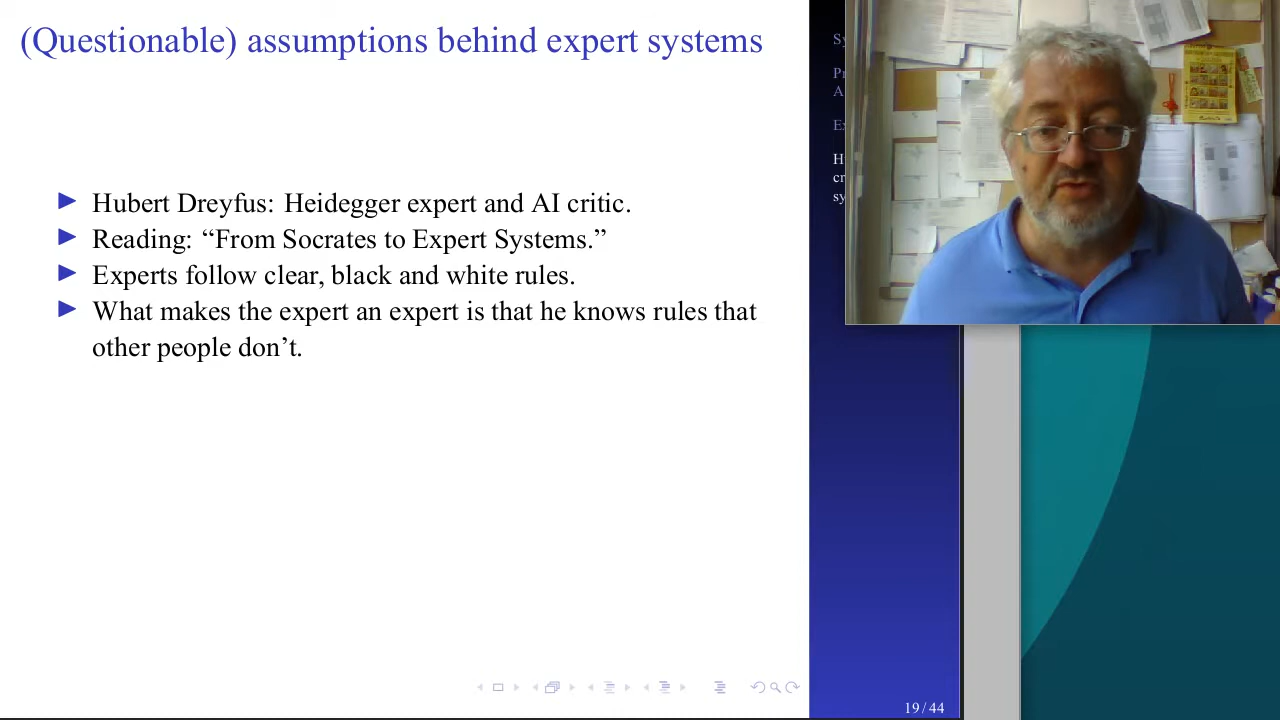 (Questionable) assumptions behind expert systems
▶ Hubert Dreyfus: Heidegger expert and AI critic.
▶ Reading: “From Socrates to Expert Systems.”
▶ Experts follow clear, black and white rules.
▶ What makes the expert an expert is that he knows rules that
other people don’t.
19 / 44